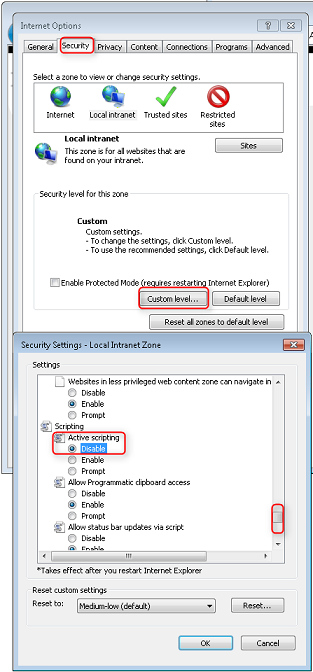 Internet Options
General Security Privacy Content Connections Programs Advanced
Select a zone to view or change security settings.
Internet Local intranet Trusted sites Restricted sites
Local intranet
This zone is for all websites that are
found on your intranet.
Sites
Security level for this zone
Custom
Custom settings.
- To change the settings, click Custom level.
- To use the recommended settings, click Default level.
Enable Protected Mode (requires restarting Internet Explorer)
Custom level... Default level
Reset all zones to default level
Security Settings - Local Intranet Zone
Settings
Websites in less privileged web content zone can navigate in
Disable
Enable
Prompt
Scripting
Active scripting
Disable
Enable
Prompt
Allow Programmatic clipboard access
Disable
Enable
Prompt
Allow status bar updates via script
Disable
Enable
*Takes effect after you restart Internet Explorer
Reset custom settings
Reset to: Medium-low (default) Reset...
OK Cancel